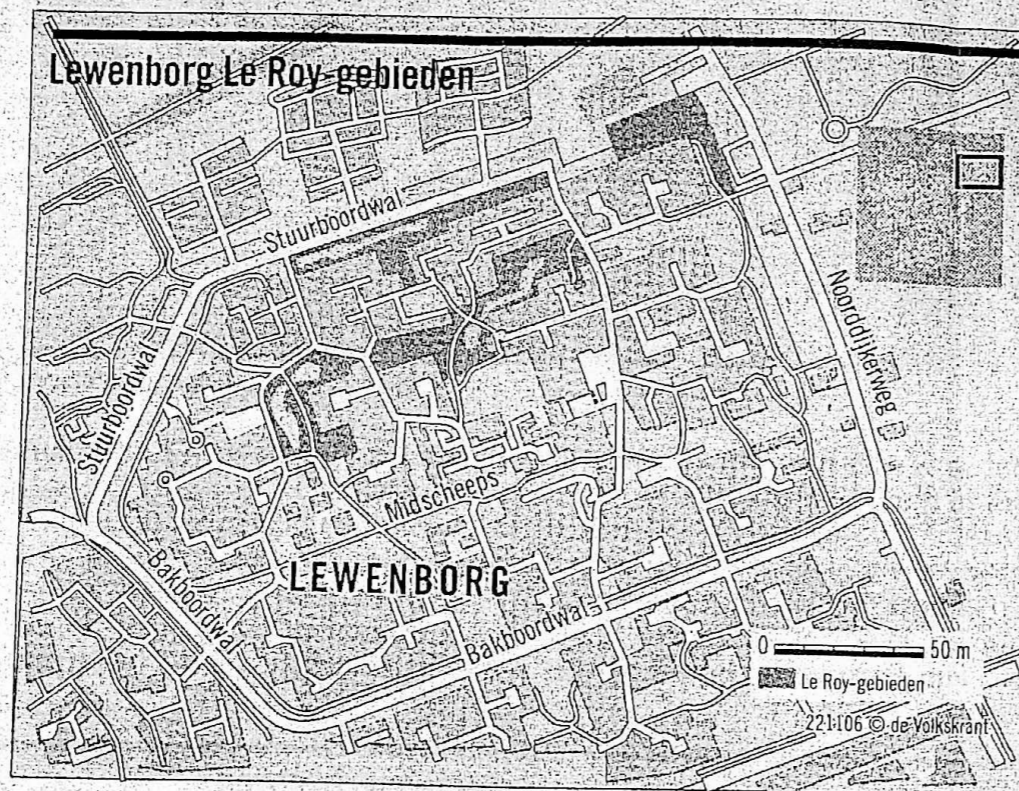 Lewenborg Le Roy-gebieden
Stuurboordwal
Noorddijkerweg
Stuurboordwal
Midscheeps
LEWENBORG
Bakboordwal
Bakboordwal
0 50 m
Le Roy-gebieden
221106 © de Volkskrant